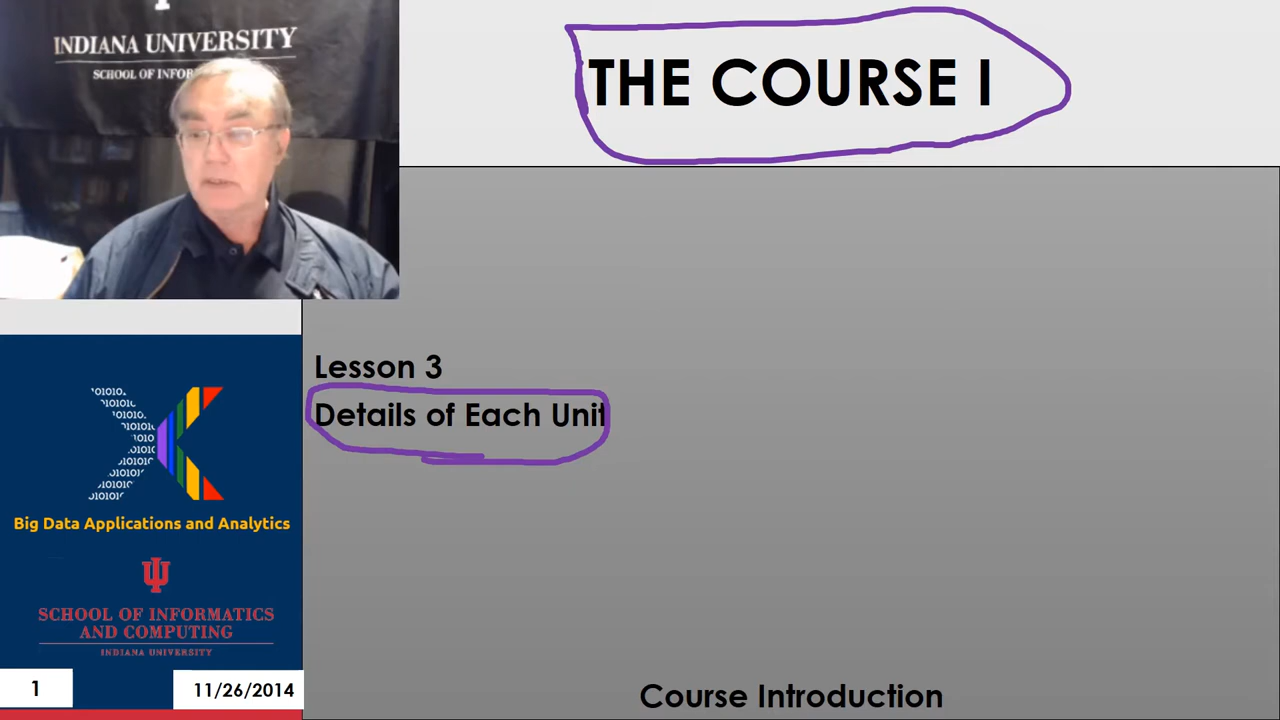 INDIANA UNIVERSITY
SCHOOL OF
THE COURSE I
Lesson 3
Details of Each Unit
Big Data Applications and Analytics
SCHOOL OF INFORMATICS
AND COMPUTING
INDIANA UNIVERSITY
1
11/26/2014
Course Introduction